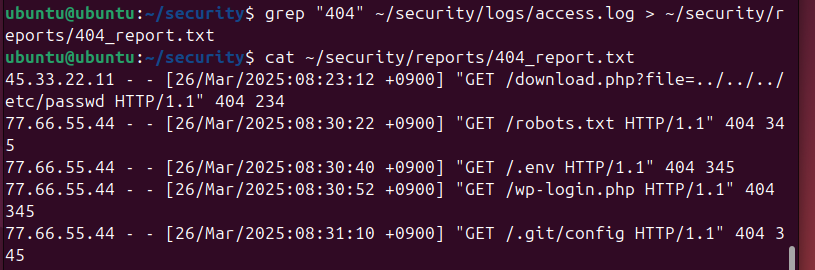 ubuntu@ubuntu:~/security$ grep "404" ~/security/logs/access.log > ~/security/r
eports/404_report.txt
ubuntu@ubuntu:~/security$ cat ~/security/reports/404_report.txt
45.33.22.11 - - [26/Mar/2025:08:23:12 +0900] "GET /download.php?file=../../../
etc/passwd HTTP/1.1" 404 234
77.66.55.44 - - [26/Mar/2025:08:30:22 +0900] "GET /robots.txt HTTP/1.1" 404 34
5
77.66.55.44 - - [26/Mar/2025:08:30:40 +0900] "GET /.env HTTP/1.1" 404 345
77.66.55.44 - - [26/Mar/2025:08:30:52 +0900] "GET /wp-login.php HTTP/1.1" 404
345
77.66.55.44 - - [26/Mar/2025:08:31:10 +0900] "GET /.git/config HTTP/1.1" 404 3
45